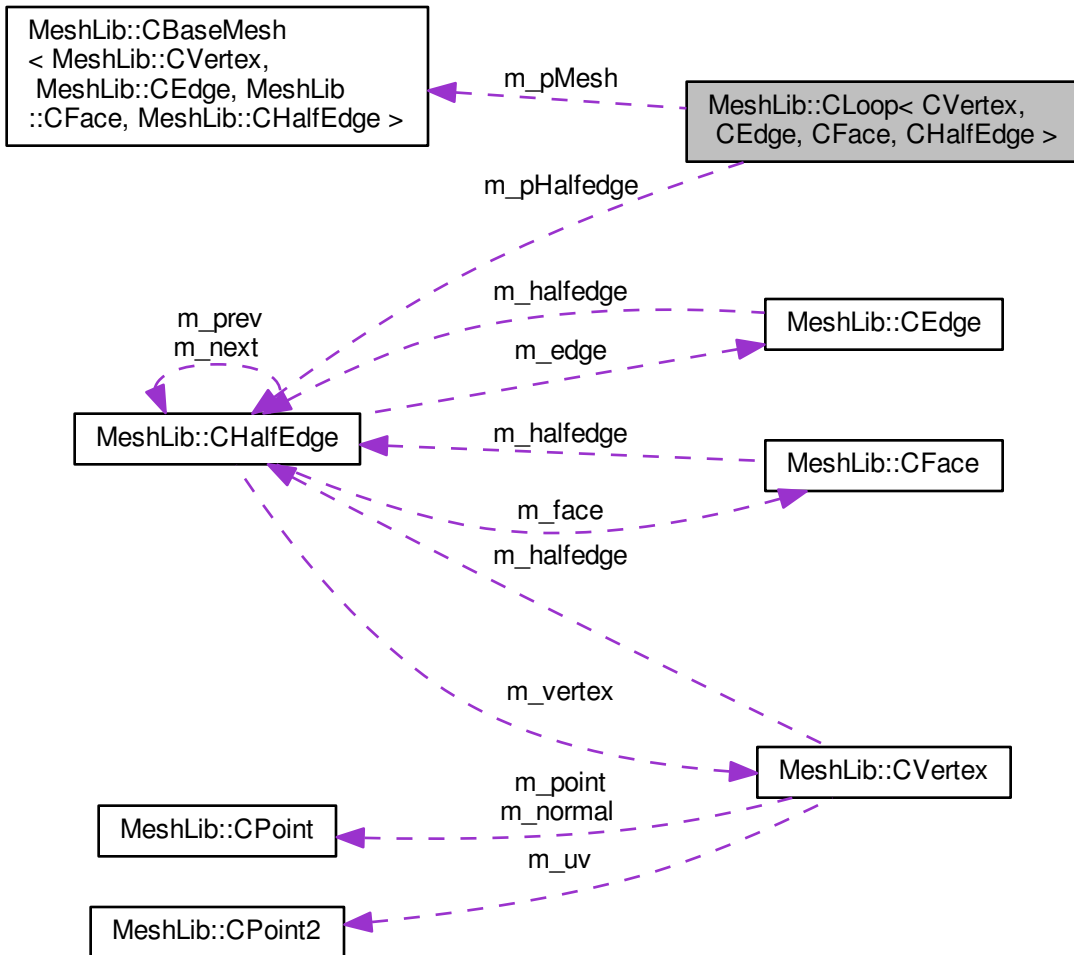 MeshLib::CBaseMesh
< MeshLib::CVertex,
MeshLib::CEdge, MeshLib
::CFace, MeshLib::CHalfEdge >
m_pMesh
MeshLib::CLoop< CVertex,
CEdge, CFace, CHalfEdge >
m_pHalfedge
m_halfedge
MeshLib::CEdge
m_prev
m_next
m_edge
MeshLib::CHalfEdge
m_halfedge
MeshLib::CFace
m_face
m_halfedge
m_vertex
MeshLib::CVertex
m_point
m_normal
MeshLib::CPoint
m_uv
MeshLib::CPoint2